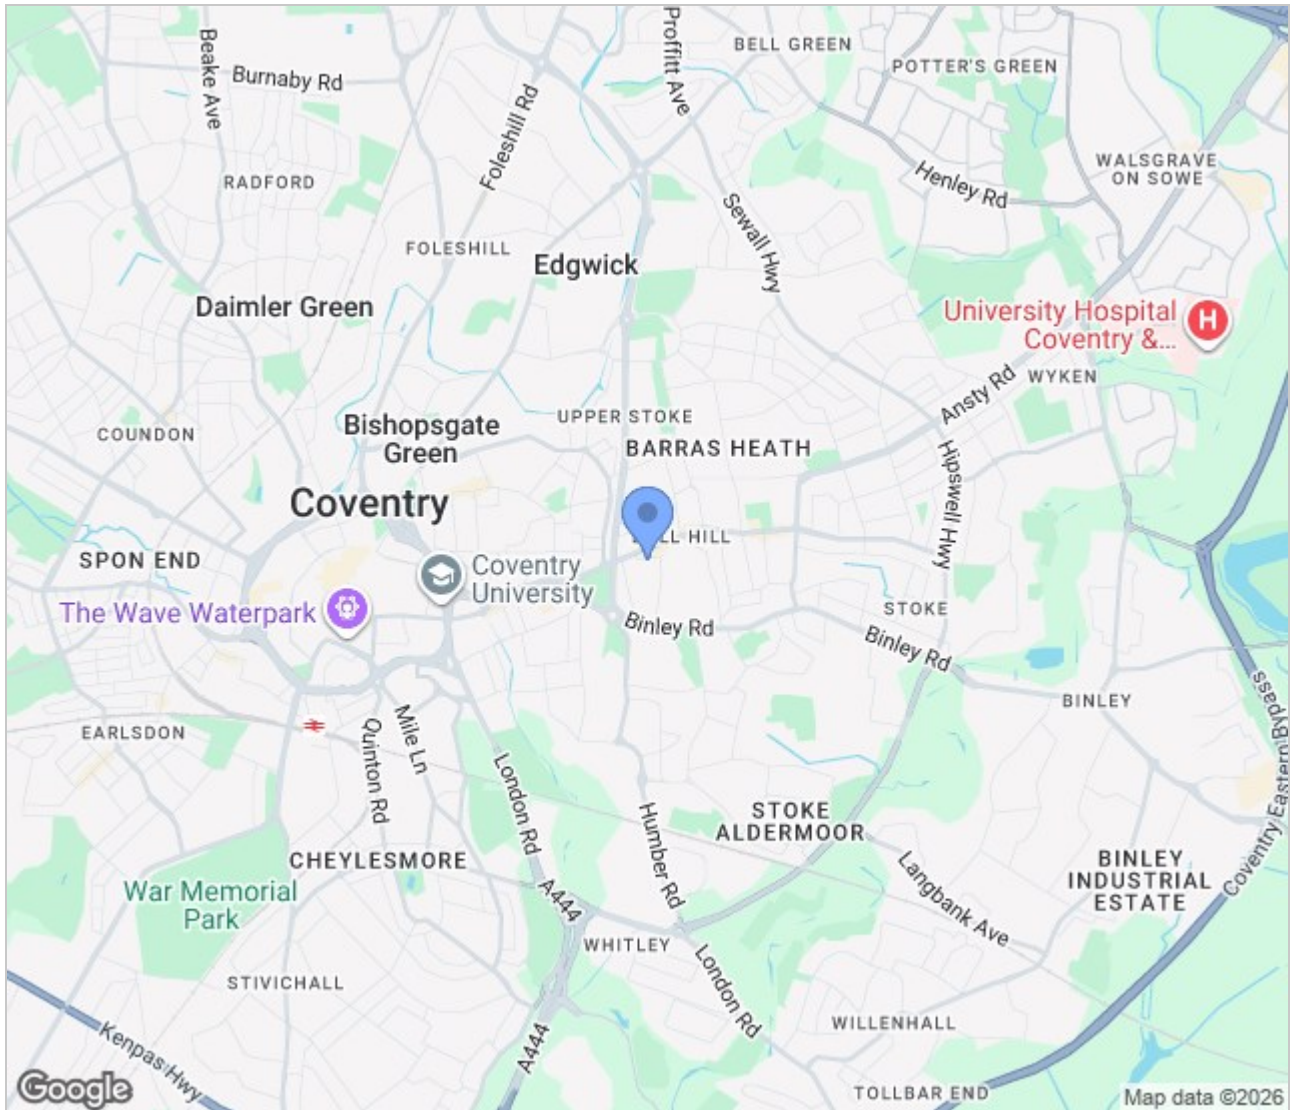 BELL GREEN
POTTER'S GREEN
Beake Ave
Burnaby Rd
Proffitt Ave
Foleshill Rd
WALSGRAVE
ON SOWE
Henley Rd
RADFORD
Sewall Hwy
FOLESHILL
Edgwick
Daimler Green
University Hospital
Coventry &...
H
WYKEN
Ansty Rd
UPPER STOKE
Bishopsgate
Green
COUNDON
BARRAS HEATH
Hipswell Hwy
Coventry
HILL
SPON END
Coventry
University
The Wave Waterpark
STOKE
Binley Rd
Binley Rd
BINLEY
Coventry Eastern Bypass
EARLSDON
Mile Ln
Quinton Rd
London Rd
Humber Rd
STOKE
ALDERMOOR
CHEYLESMORE
War Memorial
Park
A444
Langbank Ave
BINLEY
INDUSTRIAL
ESTATE
WHITLEY
London Rd
STIVICHALL
WILLENHALL
Kenpas Hwy
A444
TOLLBAR END
Google
Map data ©2026